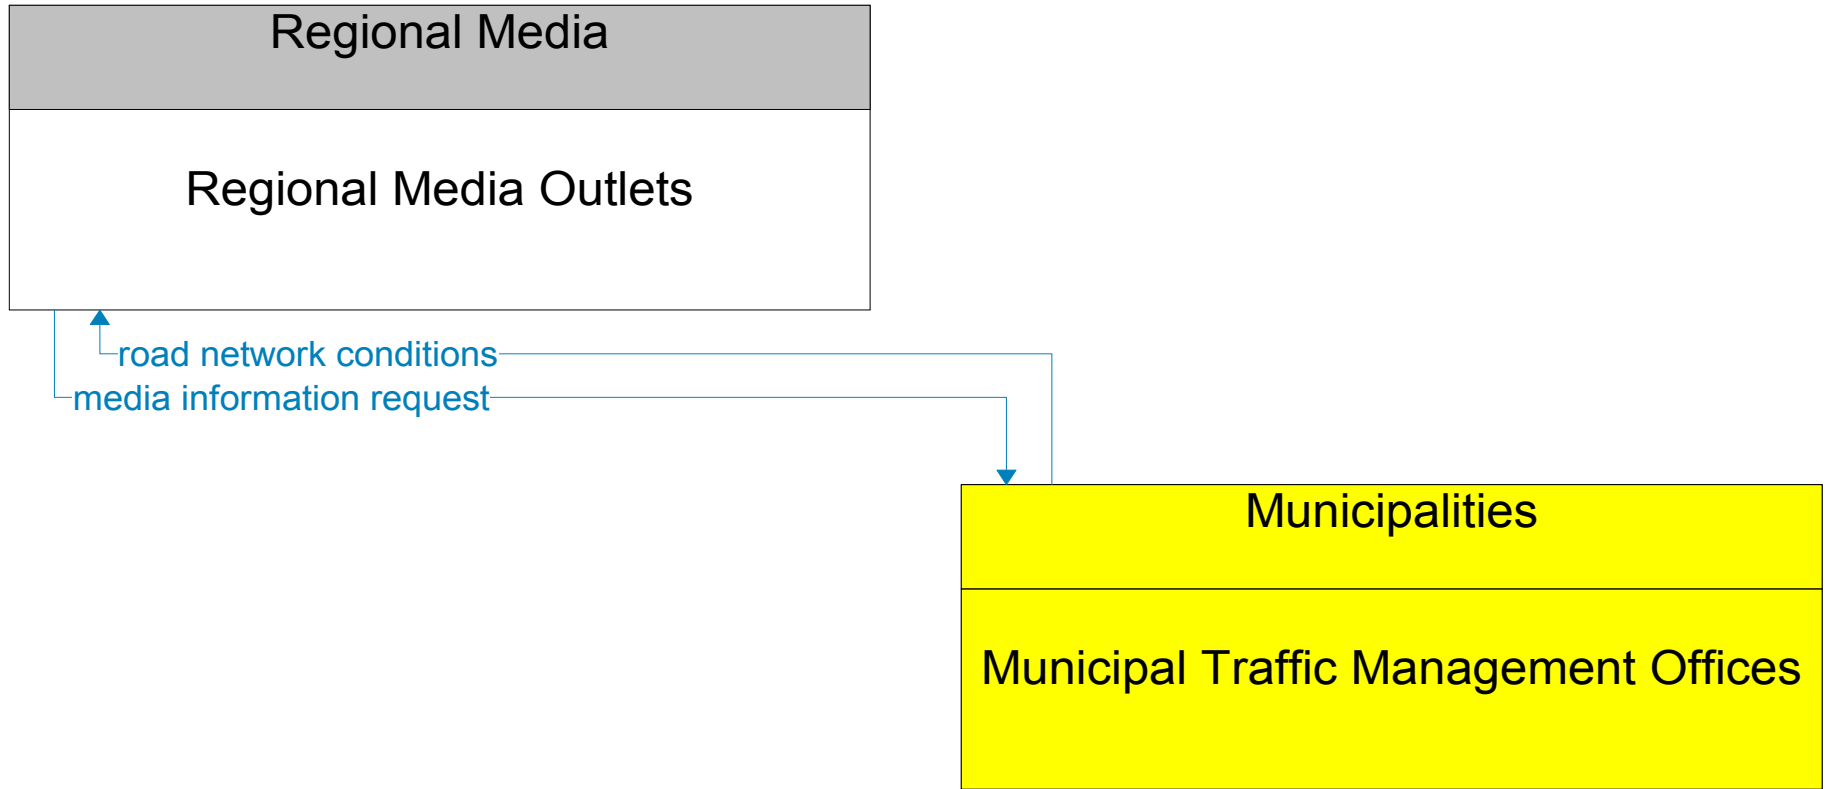 Regional Media
Regional Media Outlets
road network conditions
media information request
Municipalities
Municipal Traffic Management Offices